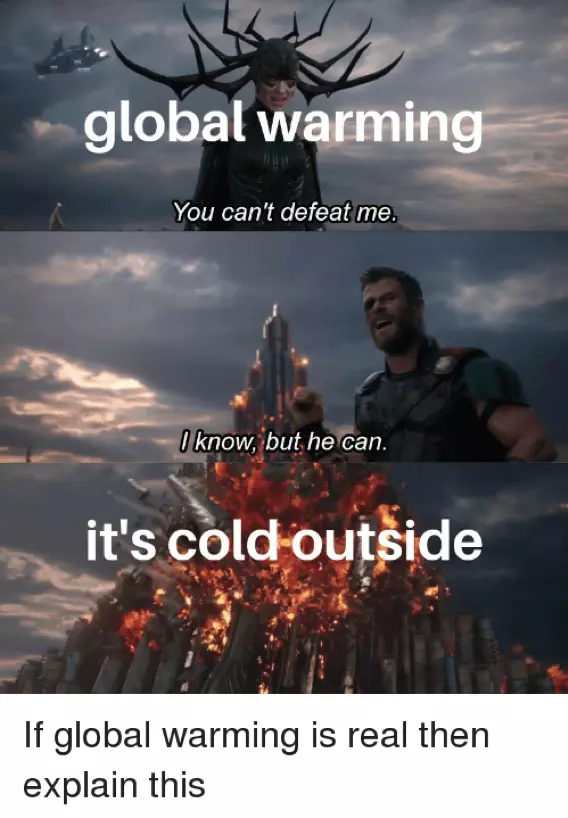 global warming
You can't defeat me.
I know, but he can.
it's cold outside
If global warming is real then
explain this